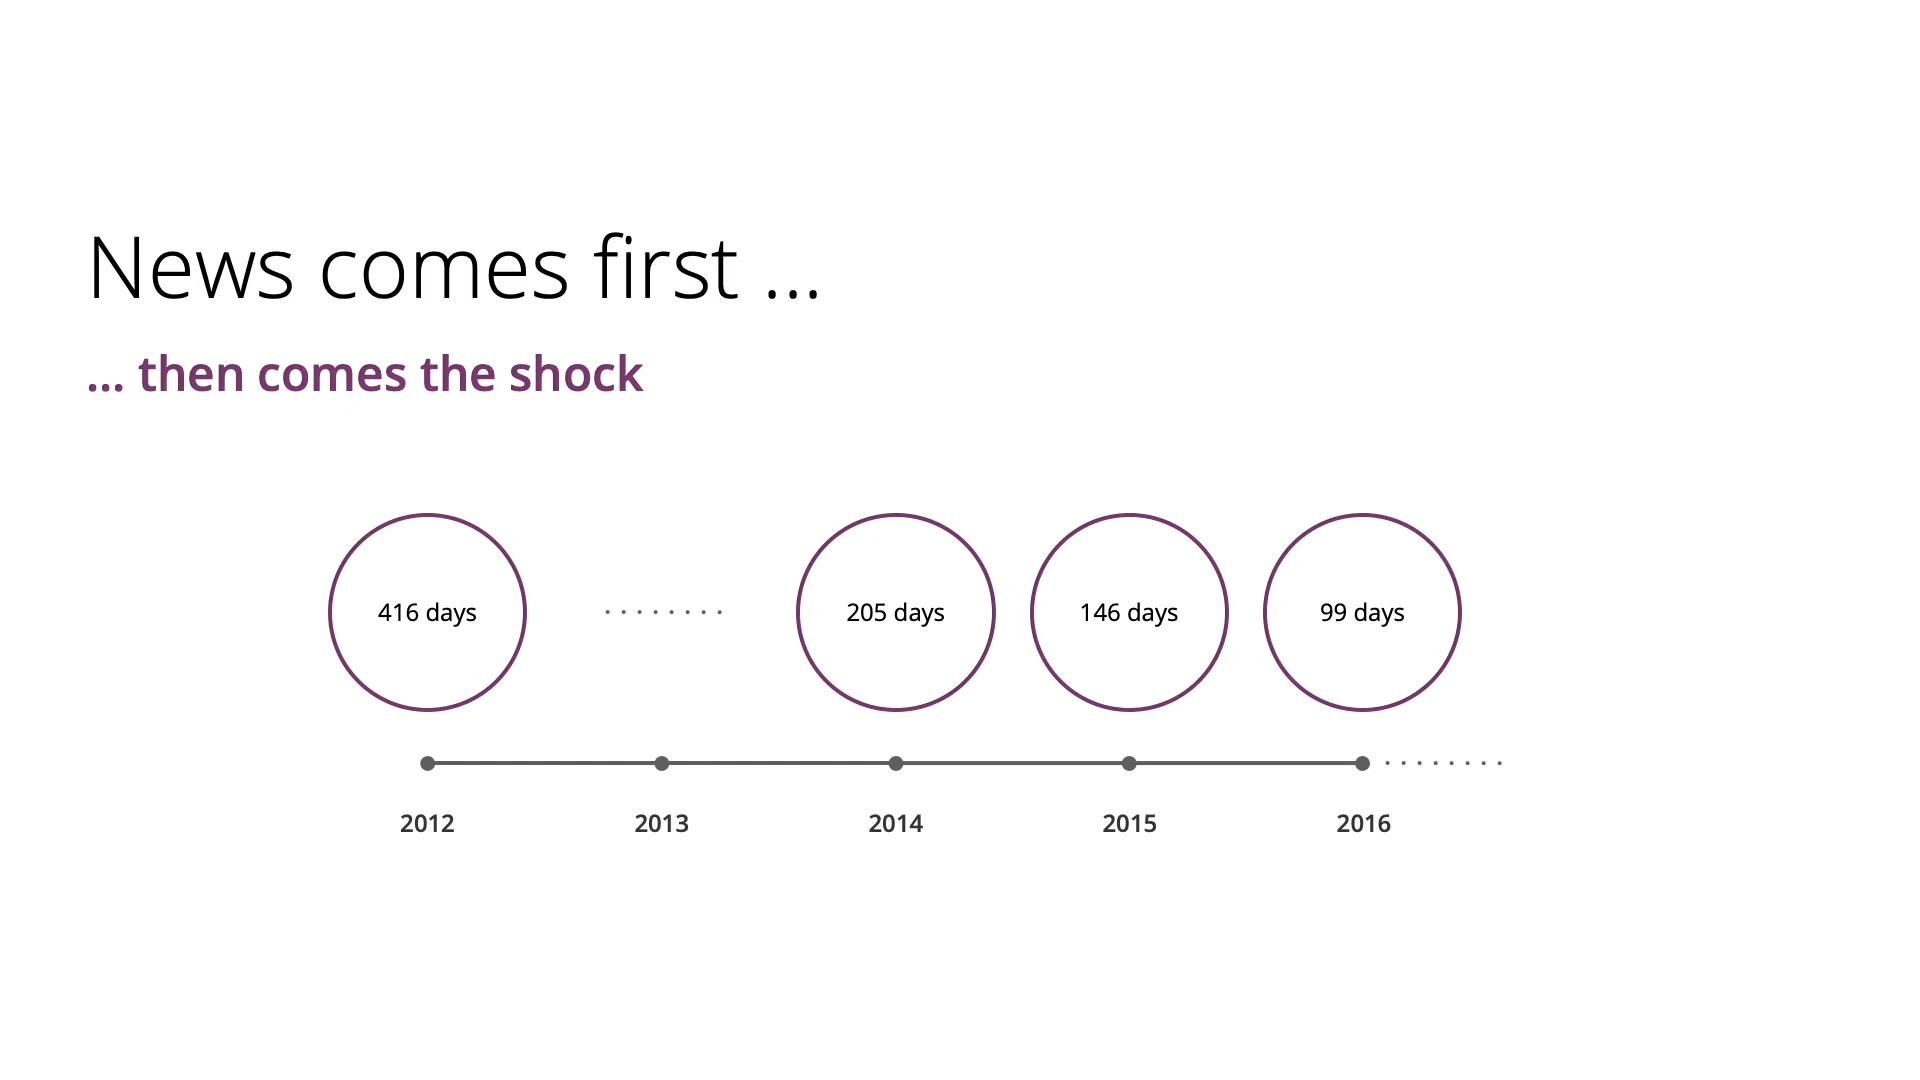 News comes first ...
... then comes the shock
416 days
205 days
146 days
99 days
2012
2013
2014
2015
2016